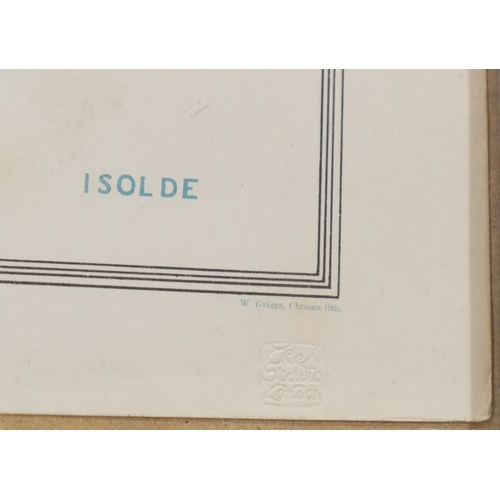 ISOLDE
W. Griggs, Chromo-lith.
The
Studio
London